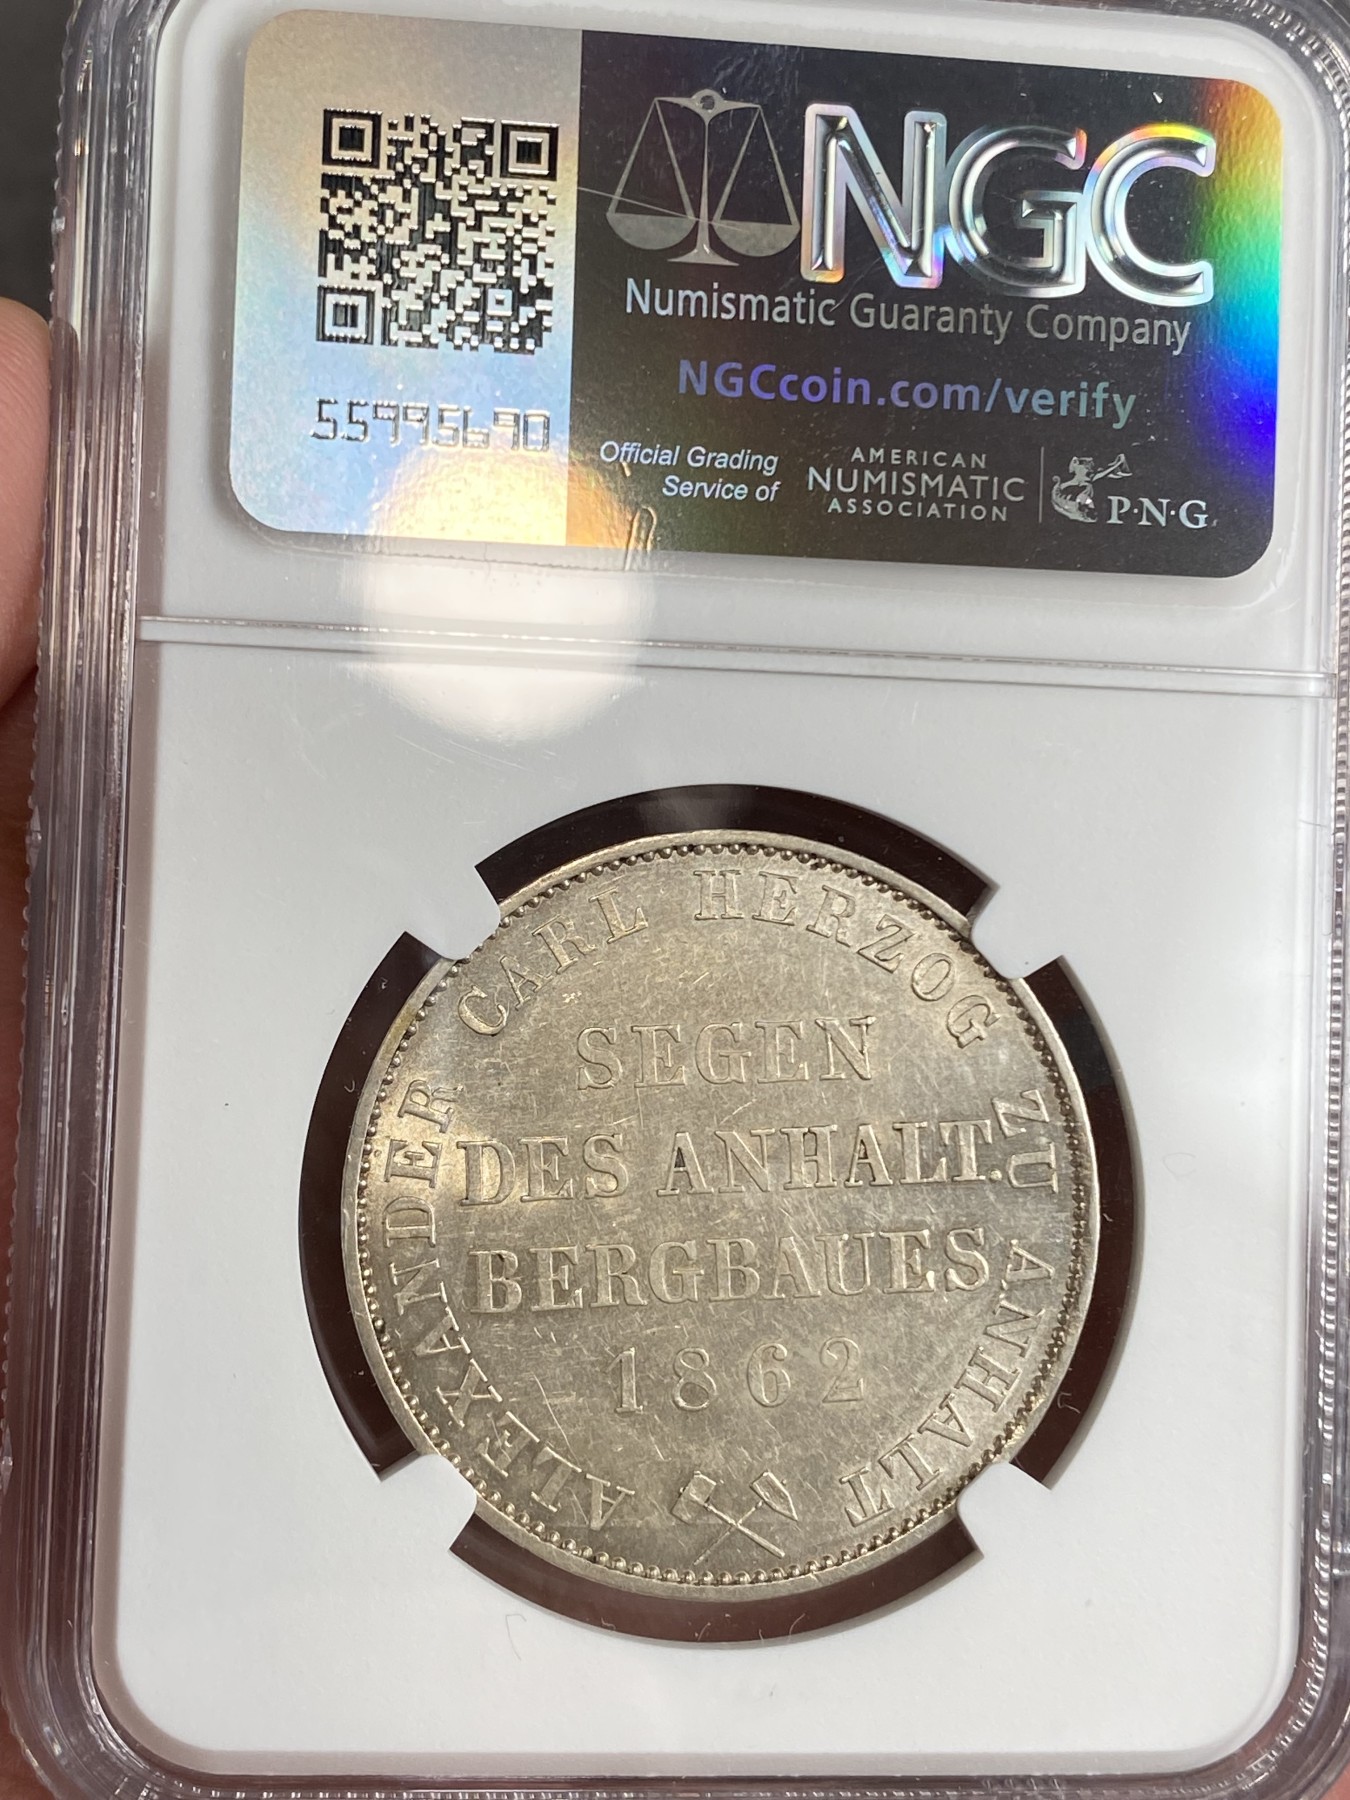 NGC
Numismatic Guaranty Company
NGCcoin.com/verify
55995690
Official Grading
Service of
AMERICAN
NUMISMATIC
ASSOCIATION
P·N·G
ALEXANDER CARL HERZOG ZU ANHALT
SEGEN
DES ANHALT.
BERGBAUES
1862